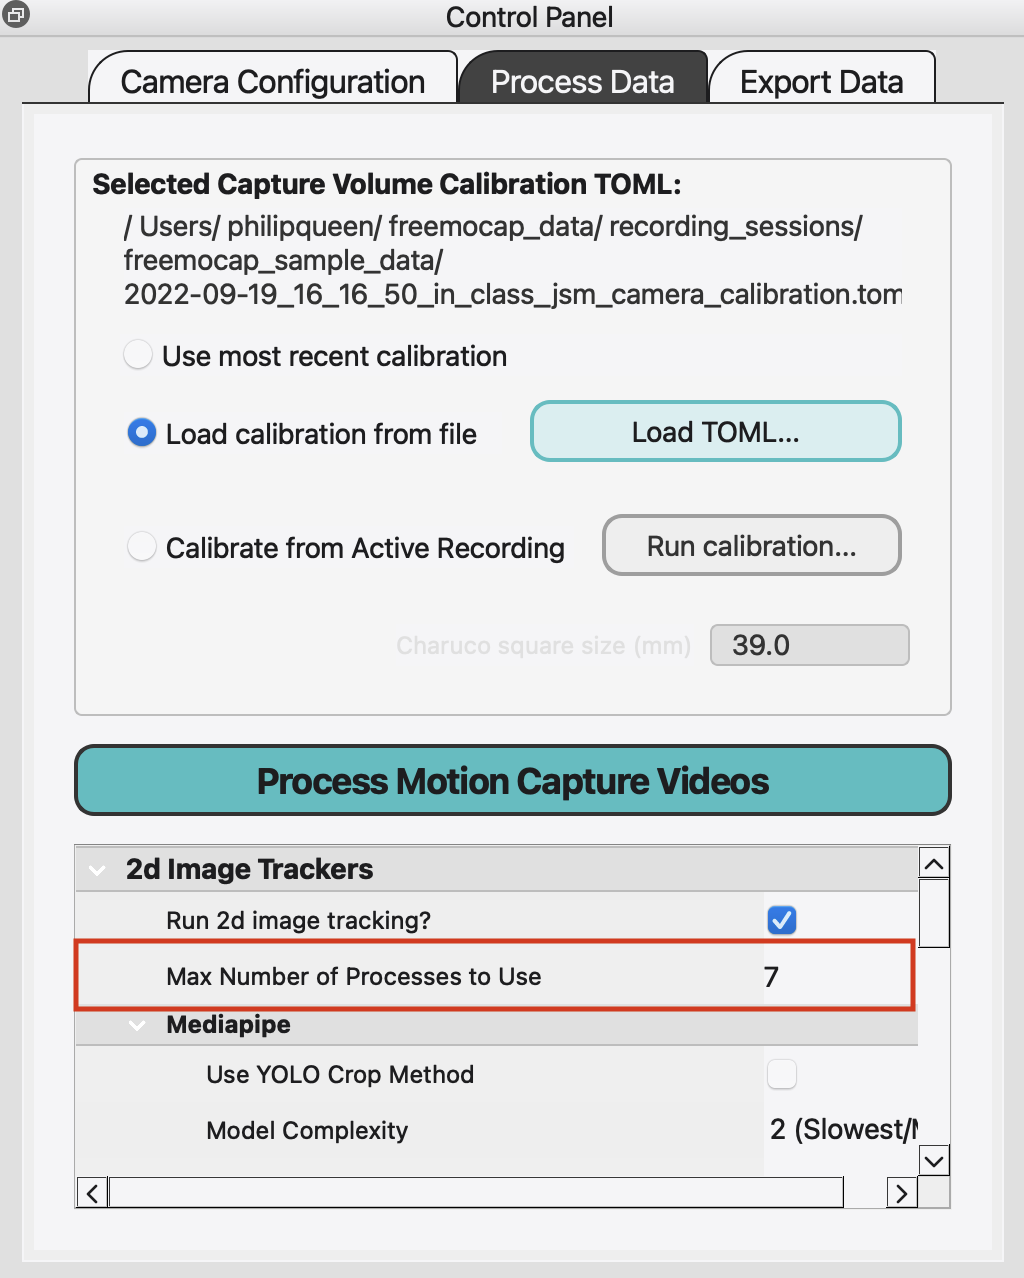 Control Panel
Camera Configuration
Process Data
Export Data
Selected Capture Volume Calibration TOML:
/ Users/ philipqueen/ freemocap_data/ recording_sessions/
freemocap_sample_data/
2022-09-19_16_16_50_in_class_jsm_camera_calibration.tom
Use most recent calibration
Load calibration from file
Load TOML...
Calibrate from Active Recording
Run calibration...
Charuco square size (mm)
39.0
Process Motion Capture Videos
2d Image Trackers
Run 2d image tracking?
Max Number of Processes to Use
7
Mediapipe
Use YOLO Crop Method
Model Complexity
2 (Slowest/